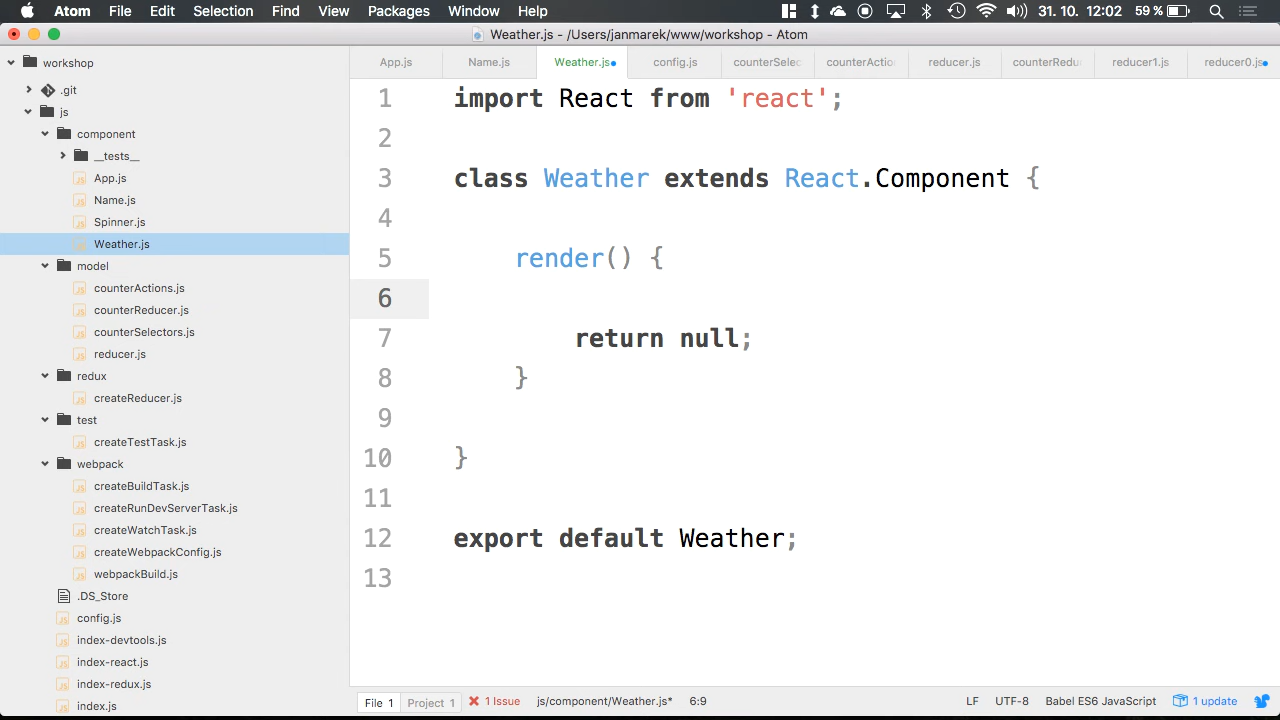 Atom File Edit Selection Find View Packages Window Help 31. 10. 12:02 59 %
Weather.js - /Users/janmarek/www/workshop - Atom
workshop
.git
js
component
__tests__
App.js
Name.js
Spinner.js
Weather.js
model
counterActions.js
counterReducer.js
counterSelectors.js
reducer.js
redux
createReducer.js
test
createTestTask.js
webpack
createBuildTask.js
createRunDevServerTask.js
createWatchTask.js
createWebpackConfig.js
webpackBuild.js
.DS_Store
config.js
index-devtools.js
index-react.js
index-redux.js
index.js
App.js Name.js Weather.js config.js counterSelec counterActio reducer.js counterRedu reducer1.js reducer0.js
1 import React from 'react';
2
3 class Weather extends React.Component {
4
5 render() {
6
7 return null;
8 }
9
10 }
11
12 export default Weather;
13
File 1 Project 1 1 Issue js/component/Weather.js* 6:9 LF UTF-8 Babel ES6 JavaScript 1 update